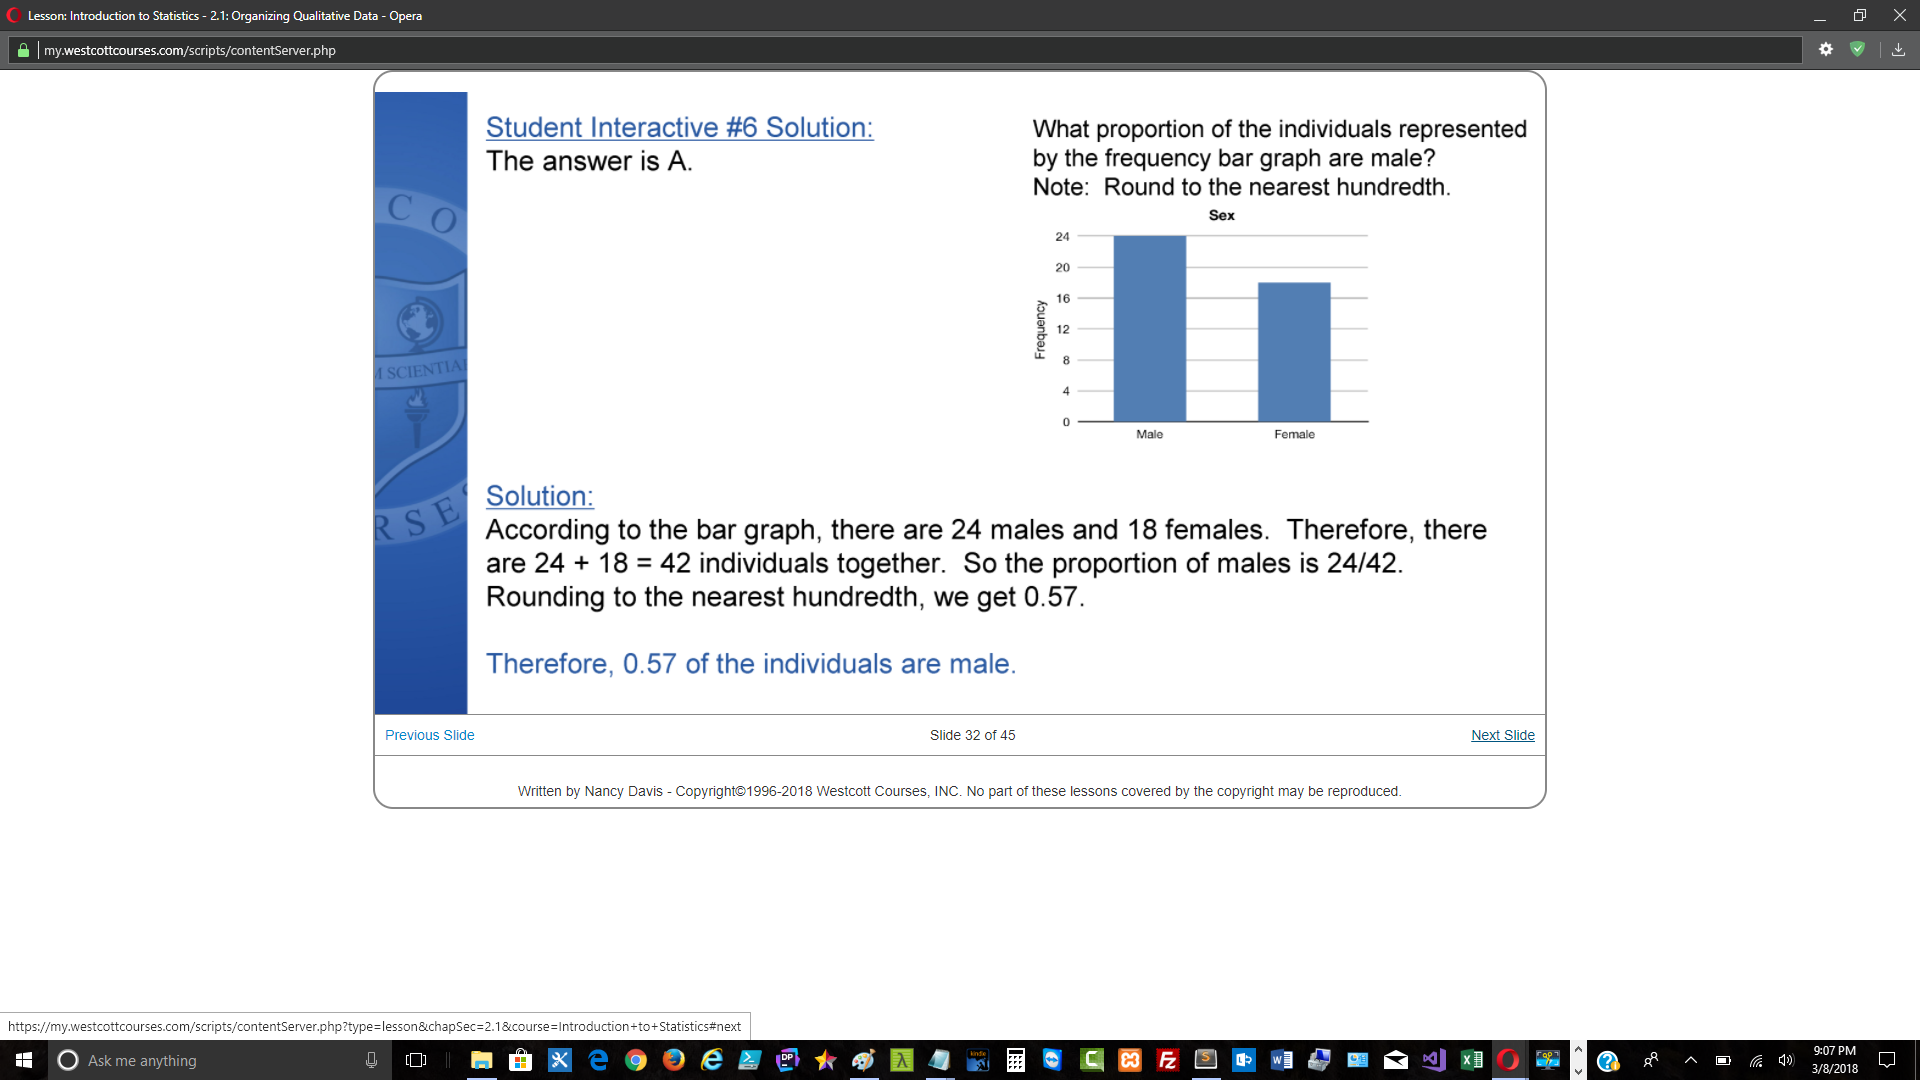 Lesson: Introduction to Statistics - 2.1: Organizing Qualitative Data - Opera
my.westcottcourses.com/scripts/contentServer.php
Student Interactive #6 Solution:
The answer is A.
What proportion of the individuals represented
by the frequency bar graph are male?
Note: Round to the nearest hundredth.
Sex
24
20
16
12
8
4
0
Frequency
Male
Female
C O
M SCIENTIA
R S E
Solution:
According to the bar graph, there are 24 males and 18 females. Therefore, there
are 24 + 18 = 42 individuals together. So the proportion of males is 24/42.
Rounding to the nearest hundredth, we get 0.57.
Therefore, 0.57 of the individuals are male.
Previous Slide
Slide 32 of 45
Next Slide
Written by Nancy Davis - Copyright©1996-2018 Westcott Courses, INC. No part of these lessons covered by the copyright may be reproduced.
https://my.westcottcourses.com/scripts/contentServer.php?type=lesson&chapSec=2.1&course=Introduction+to+Statistics#next
Ask me anything
9:07 PM
3/8/2018